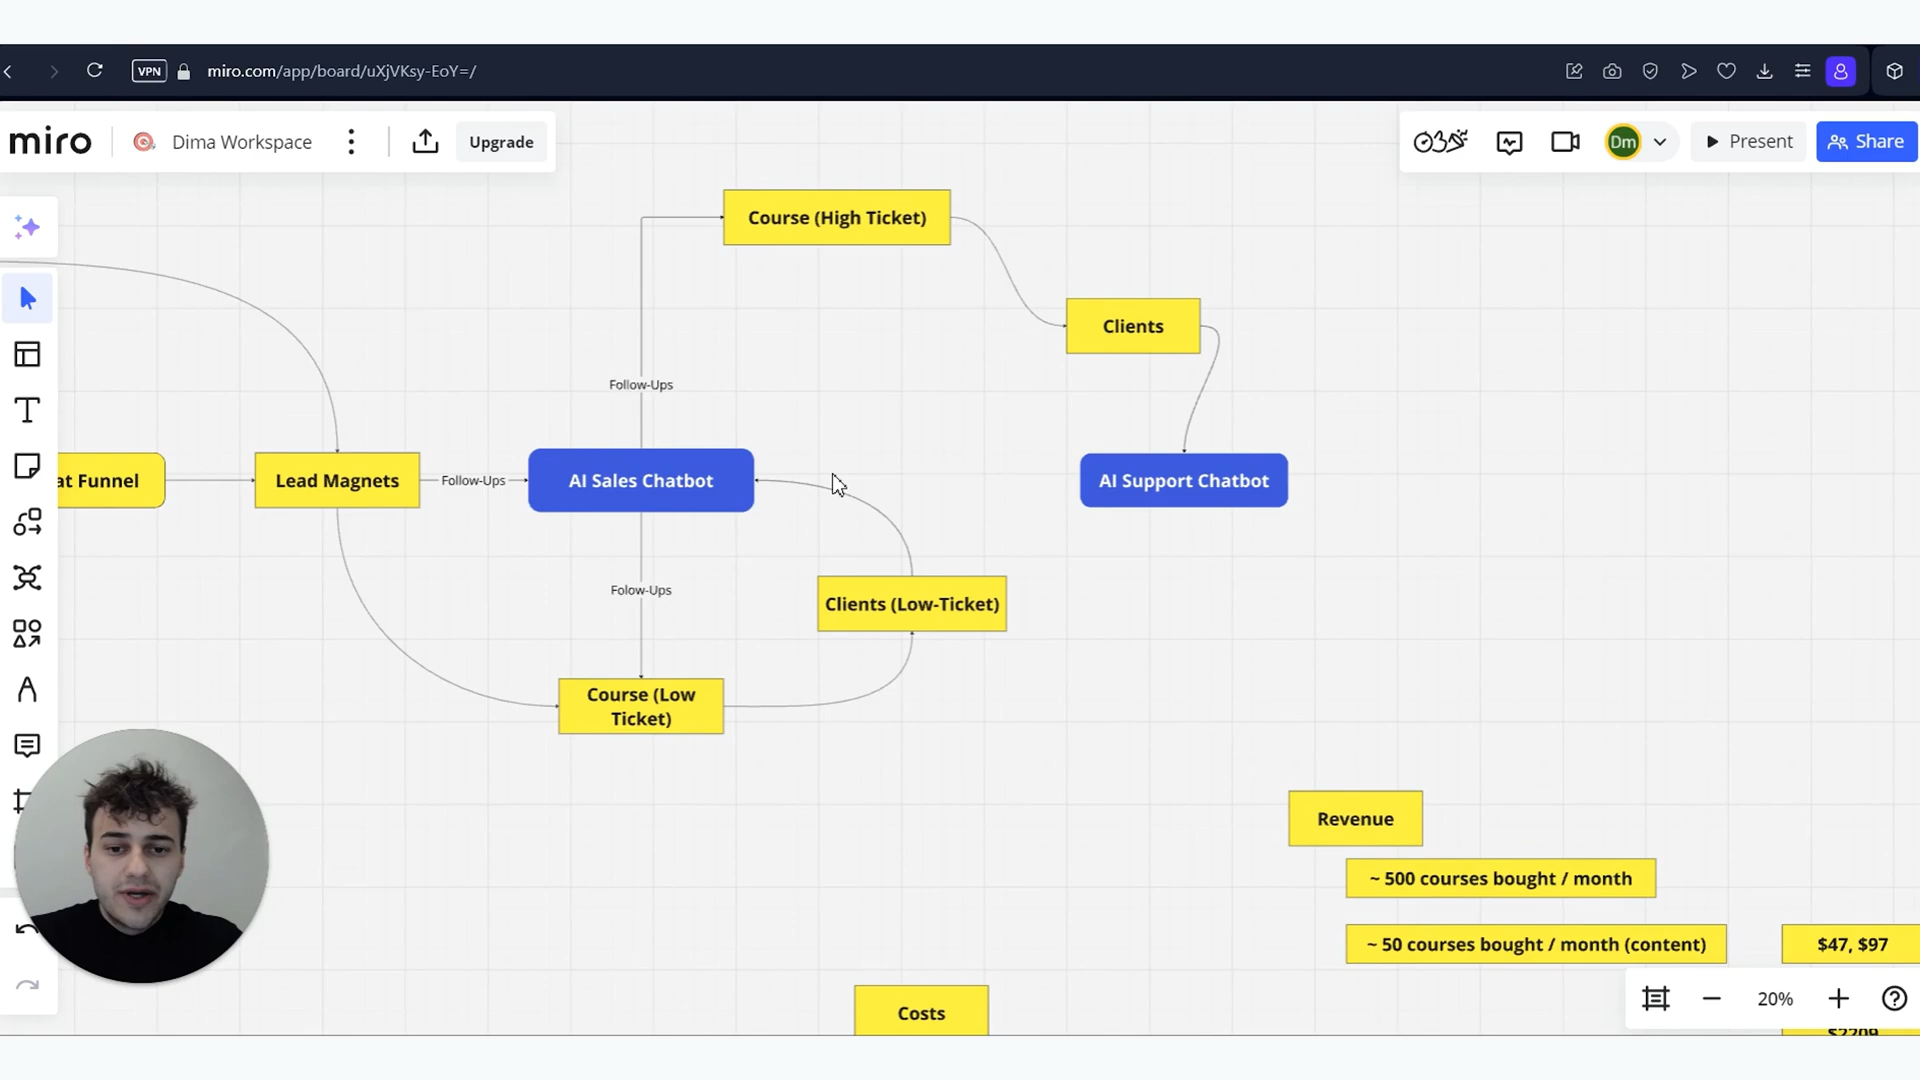 VPN
miro.com/app/board/uXjVKsy-EoY=/
miro
Dima Workspace
Upgrade
Dm
Present
Share
Course (High Ticket)
Clients
Follow-Ups
at Funnel
Lead Magnets
Follow-Ups
AI Sales Chatbot
AI Support Chatbot
Folow-Ups
Clients (Low-Ticket)
Course (Low
Ticket)
Revenue
~ 500 courses bought / month
~ 50 courses bought / month (content)
$47, $97
20%
Costs
$2209